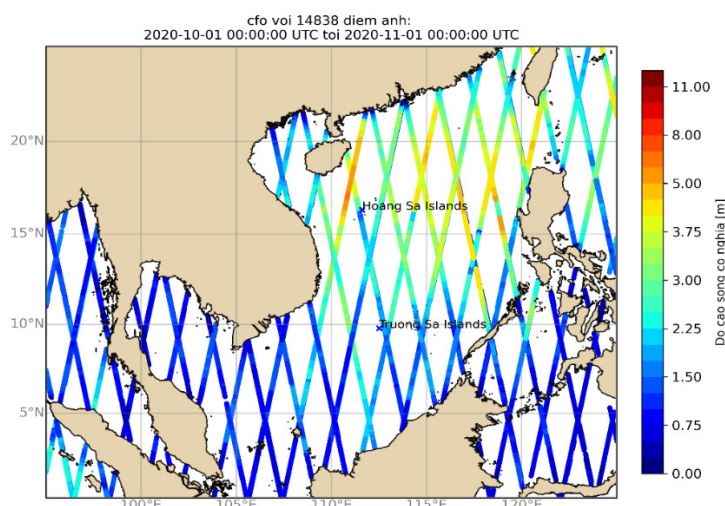 cfo voi 14838 diem anh:
2020-10-01 00:00:00 UTC toi 2020-11-01 00:00:00 UTC
20°N
15°N
10°N
5°N
100°E
105°E
110°E
115°E
120°E
Hoang Sa Islands
Truong Sa Islands
11.00
8.00
5.00
3.75
3.00
2.25
1.50
0.75
0.00
Do cao song co nghia [m]